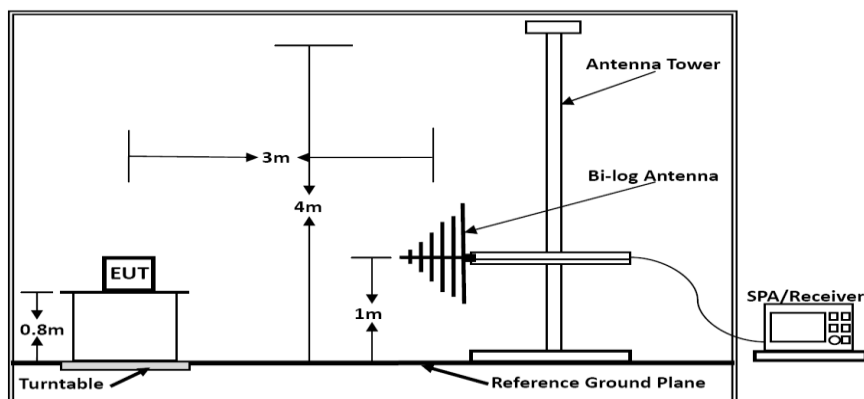 Antenna Tower
3m
Bi-log Antenna
4m
EUT
SPA/Receiver
0.8m
1m
Turntable
Reference Ground Plane